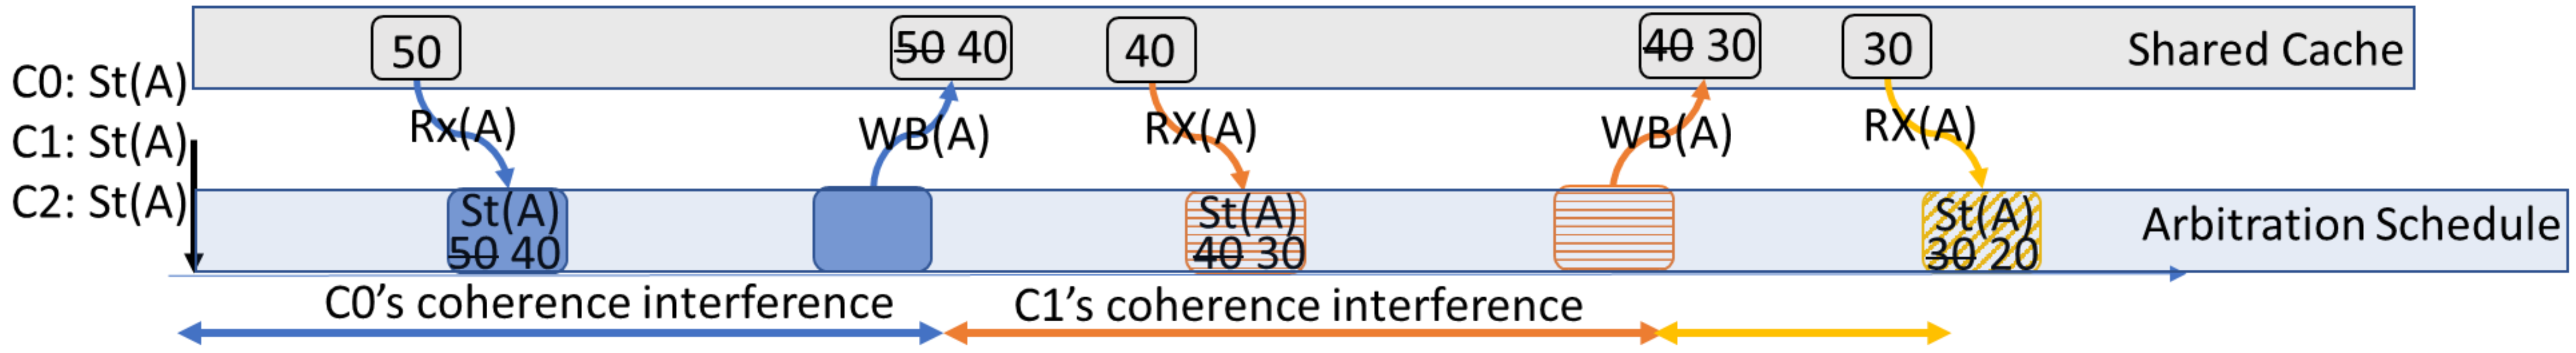 50
50 40
40
40 30
30
Shared Cache
C0: St(A)
Rx(A)
WB(A)
RX(A)
WB(A)
RX(A)
C1: St(A)
C2: St(A)
St(A)
50 40
St(A)
40 30
St(A)
30 20
Arbitration Schedule
C0's coherence interference
C1's coherence interference